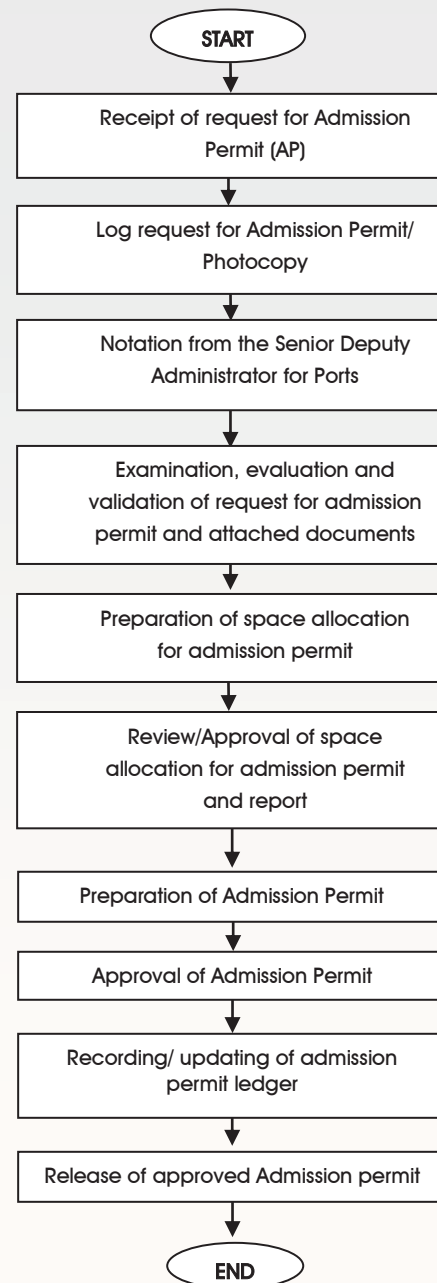 START
Receipt of request for Admission
Permit (AP)
Log request for Admission Permit/
Photocopy
Notation from the Senior Deputy
Administrator for Ports
Examination, evaluation and
validation of request for admission
permit and attached documents
Preparation of space allocation
for admission permit
Review/Approval of space
allocation for admission permit
and report
Preparation of Admission Permit
Approval of Admission Permit
Recording/ updating of admission
permit ledger
Release of approved Admission permit
END